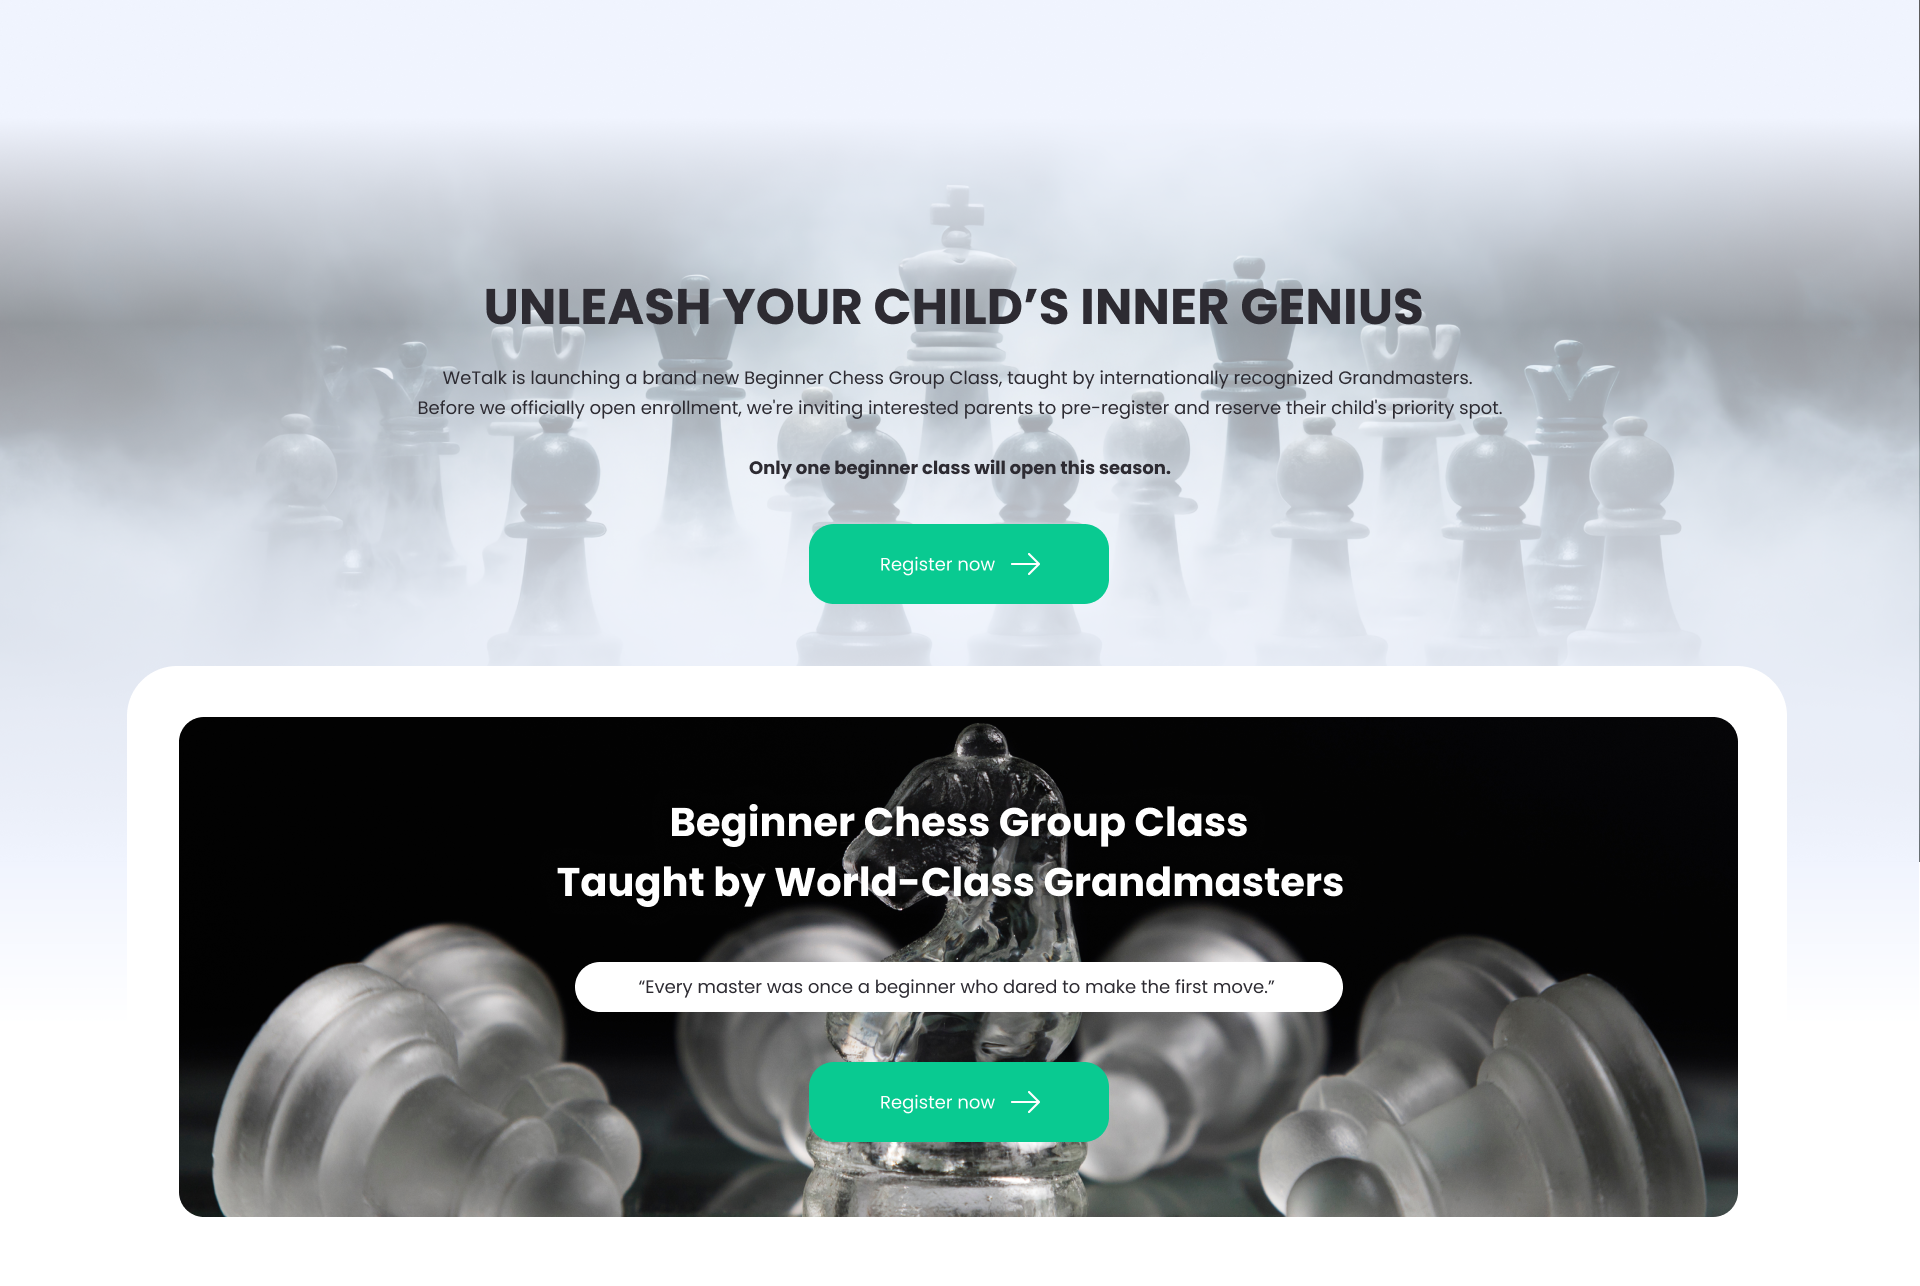 UNLEASH YOUR CHILD’S INNER GENIUS
WeTalk is launching a brand new Beginner Chess Group Class, taught by internationally recognized Grandmasters.
Before we officially open enrollment, we're inviting interested parents to pre-register and reserve their child's priority spot.
Only one beginner class will open this season.
Register now
Beginner Chess Group Class
Taught by World-Class Grandmasters
“Every master was once a beginner who dared to make the first move.”
Register now